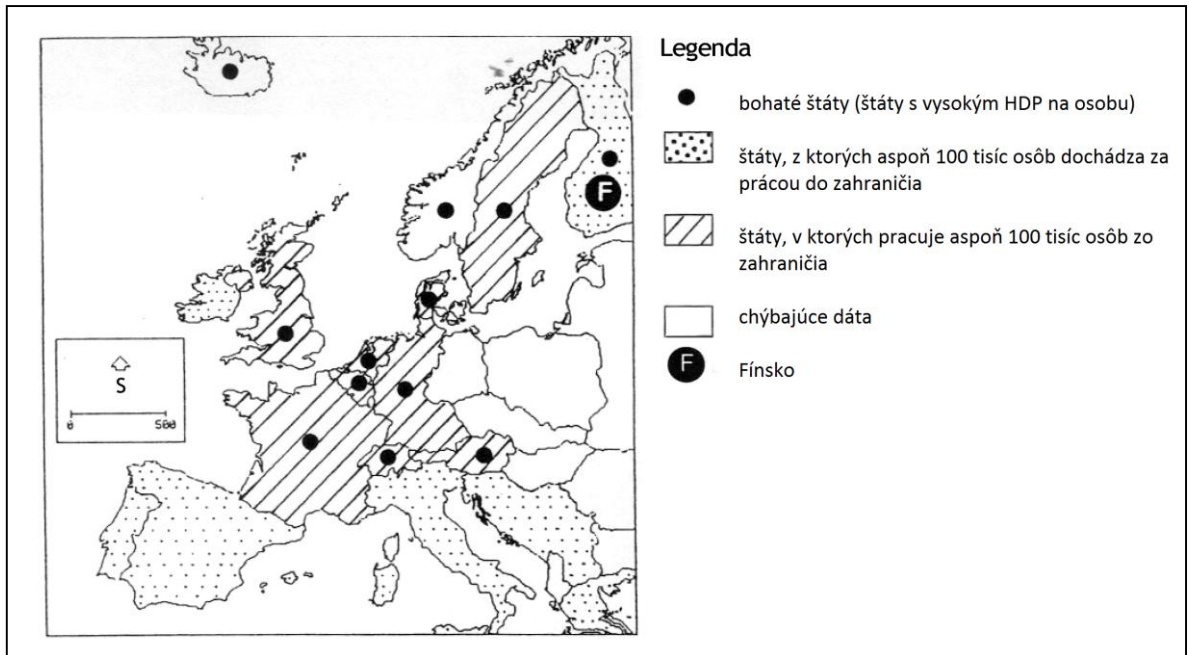 Legenda
bohaté štáty (štáty s vysokým HDP na osobu)
štáty, z ktorých aspoň 100 tisíc osôb dochádza za
prácou do zahraničia
štáty, v ktorých pracuje aspoň 100 tisíc osôb zo
zahraničia
chýbajúce dáta
F
Fínsko
F
S
0 500